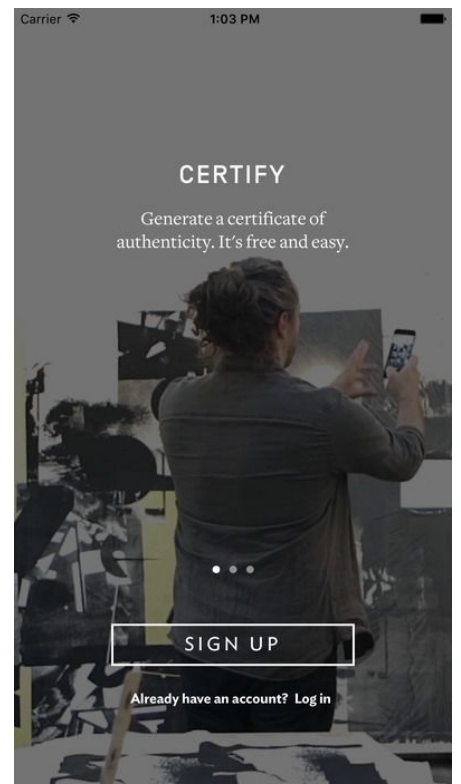 Carrier 1:03 PM
CERTIFY
Generate a certificate of
authenticity. It's free and easy.
SIGN UP
Already have an account? Log in